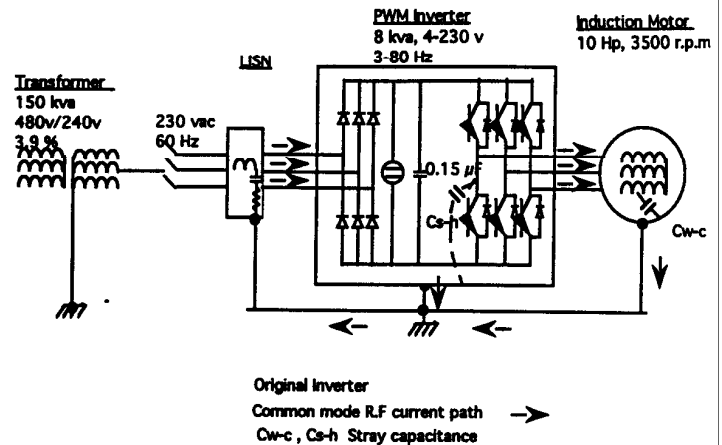 PWM Inverter
8 kva, 4-230 v
3-80 Hz
Induction Motor
10 Hp, 3500 r.p.m
LISN
Transformer
150 kva
480v/240v
3.9 %
230 vac
60 Hz
0.15 µF
Cs-h
Cw-c
Original Inverter
Common mode R.F current path
Cw-c , Cs-h Stray capacitance